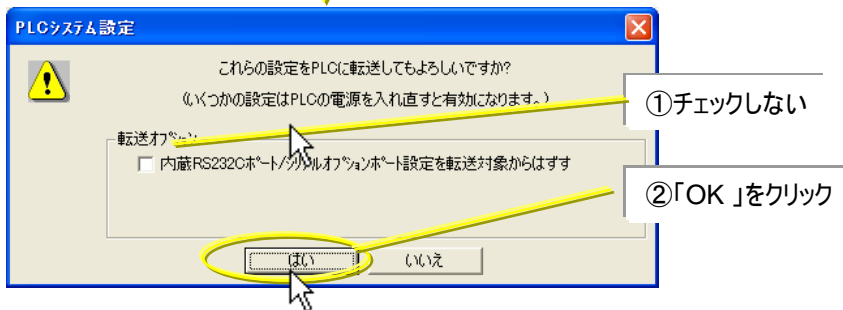 PLCシステム設定
これらの設定をPLCに転送してもよろしいですか?
(いくつかの設定はPLCの電源を入れ直すと有効になります。)
①チェックしない
転送オプション
内蔵RS232Cポート/シリアルオプションポート設定を転送対象からはずす
②「OK 」をクリック
はい
いいえ